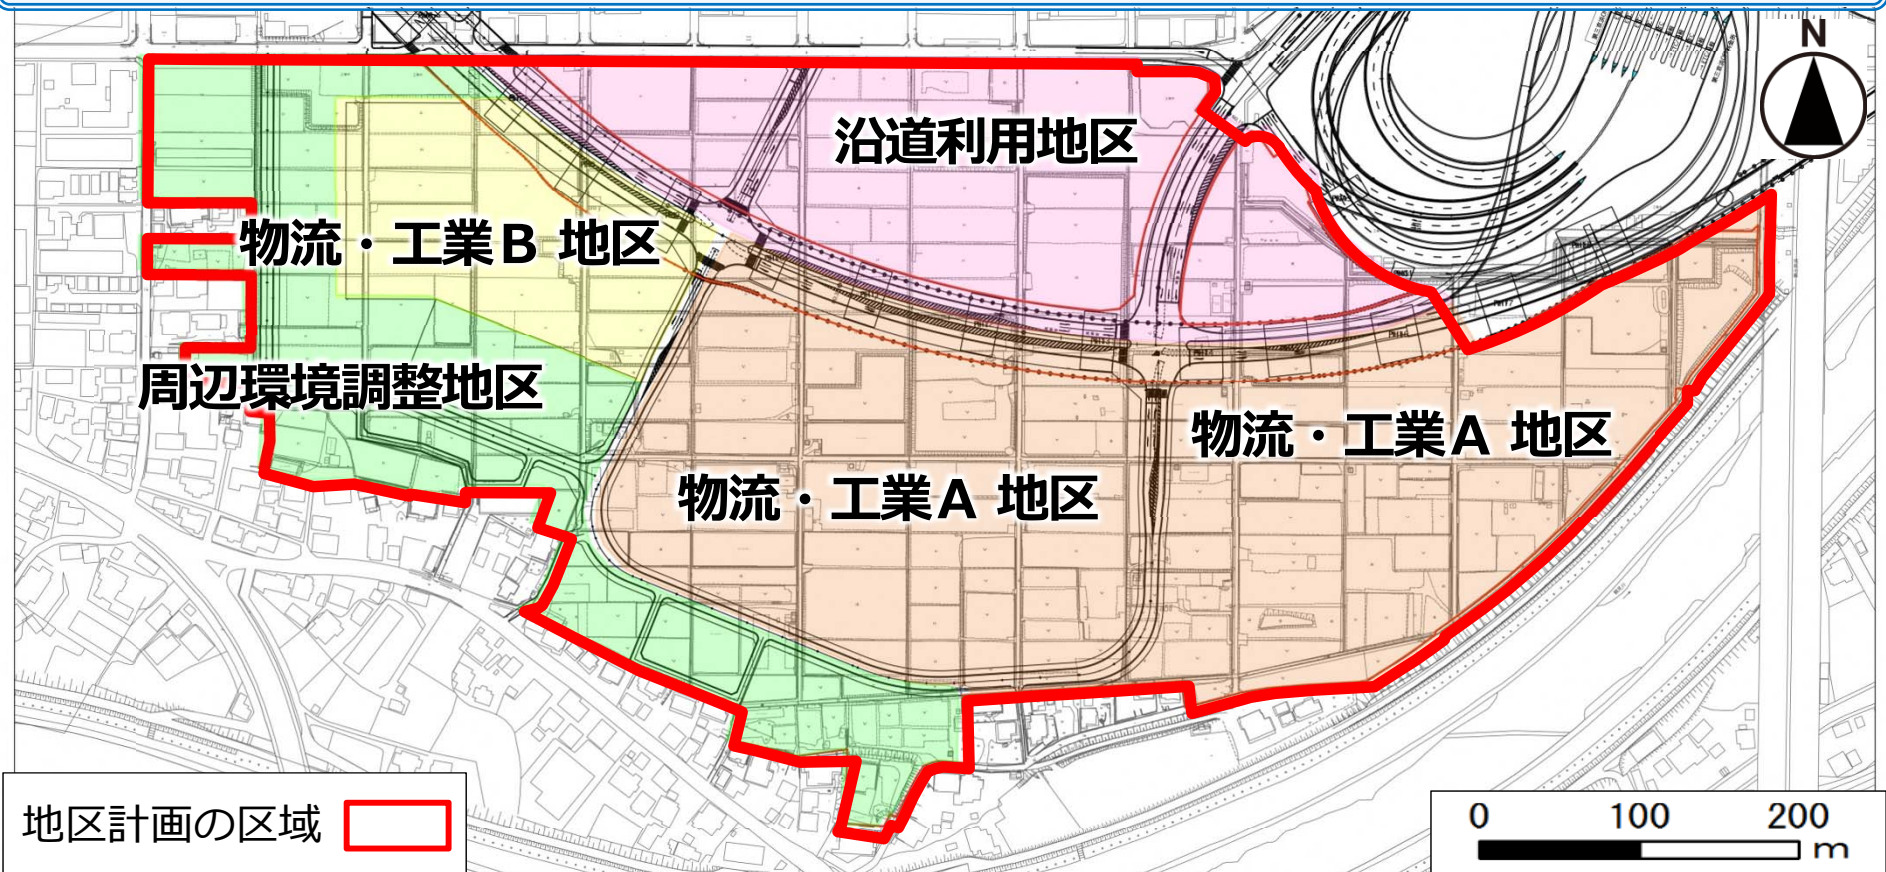 N
沿道利用地区
物流・工業B 地区
周辺環境調整地区
物流・工業A 地区
物流・工業A 地区
地区計画の区域
0 100 200
m